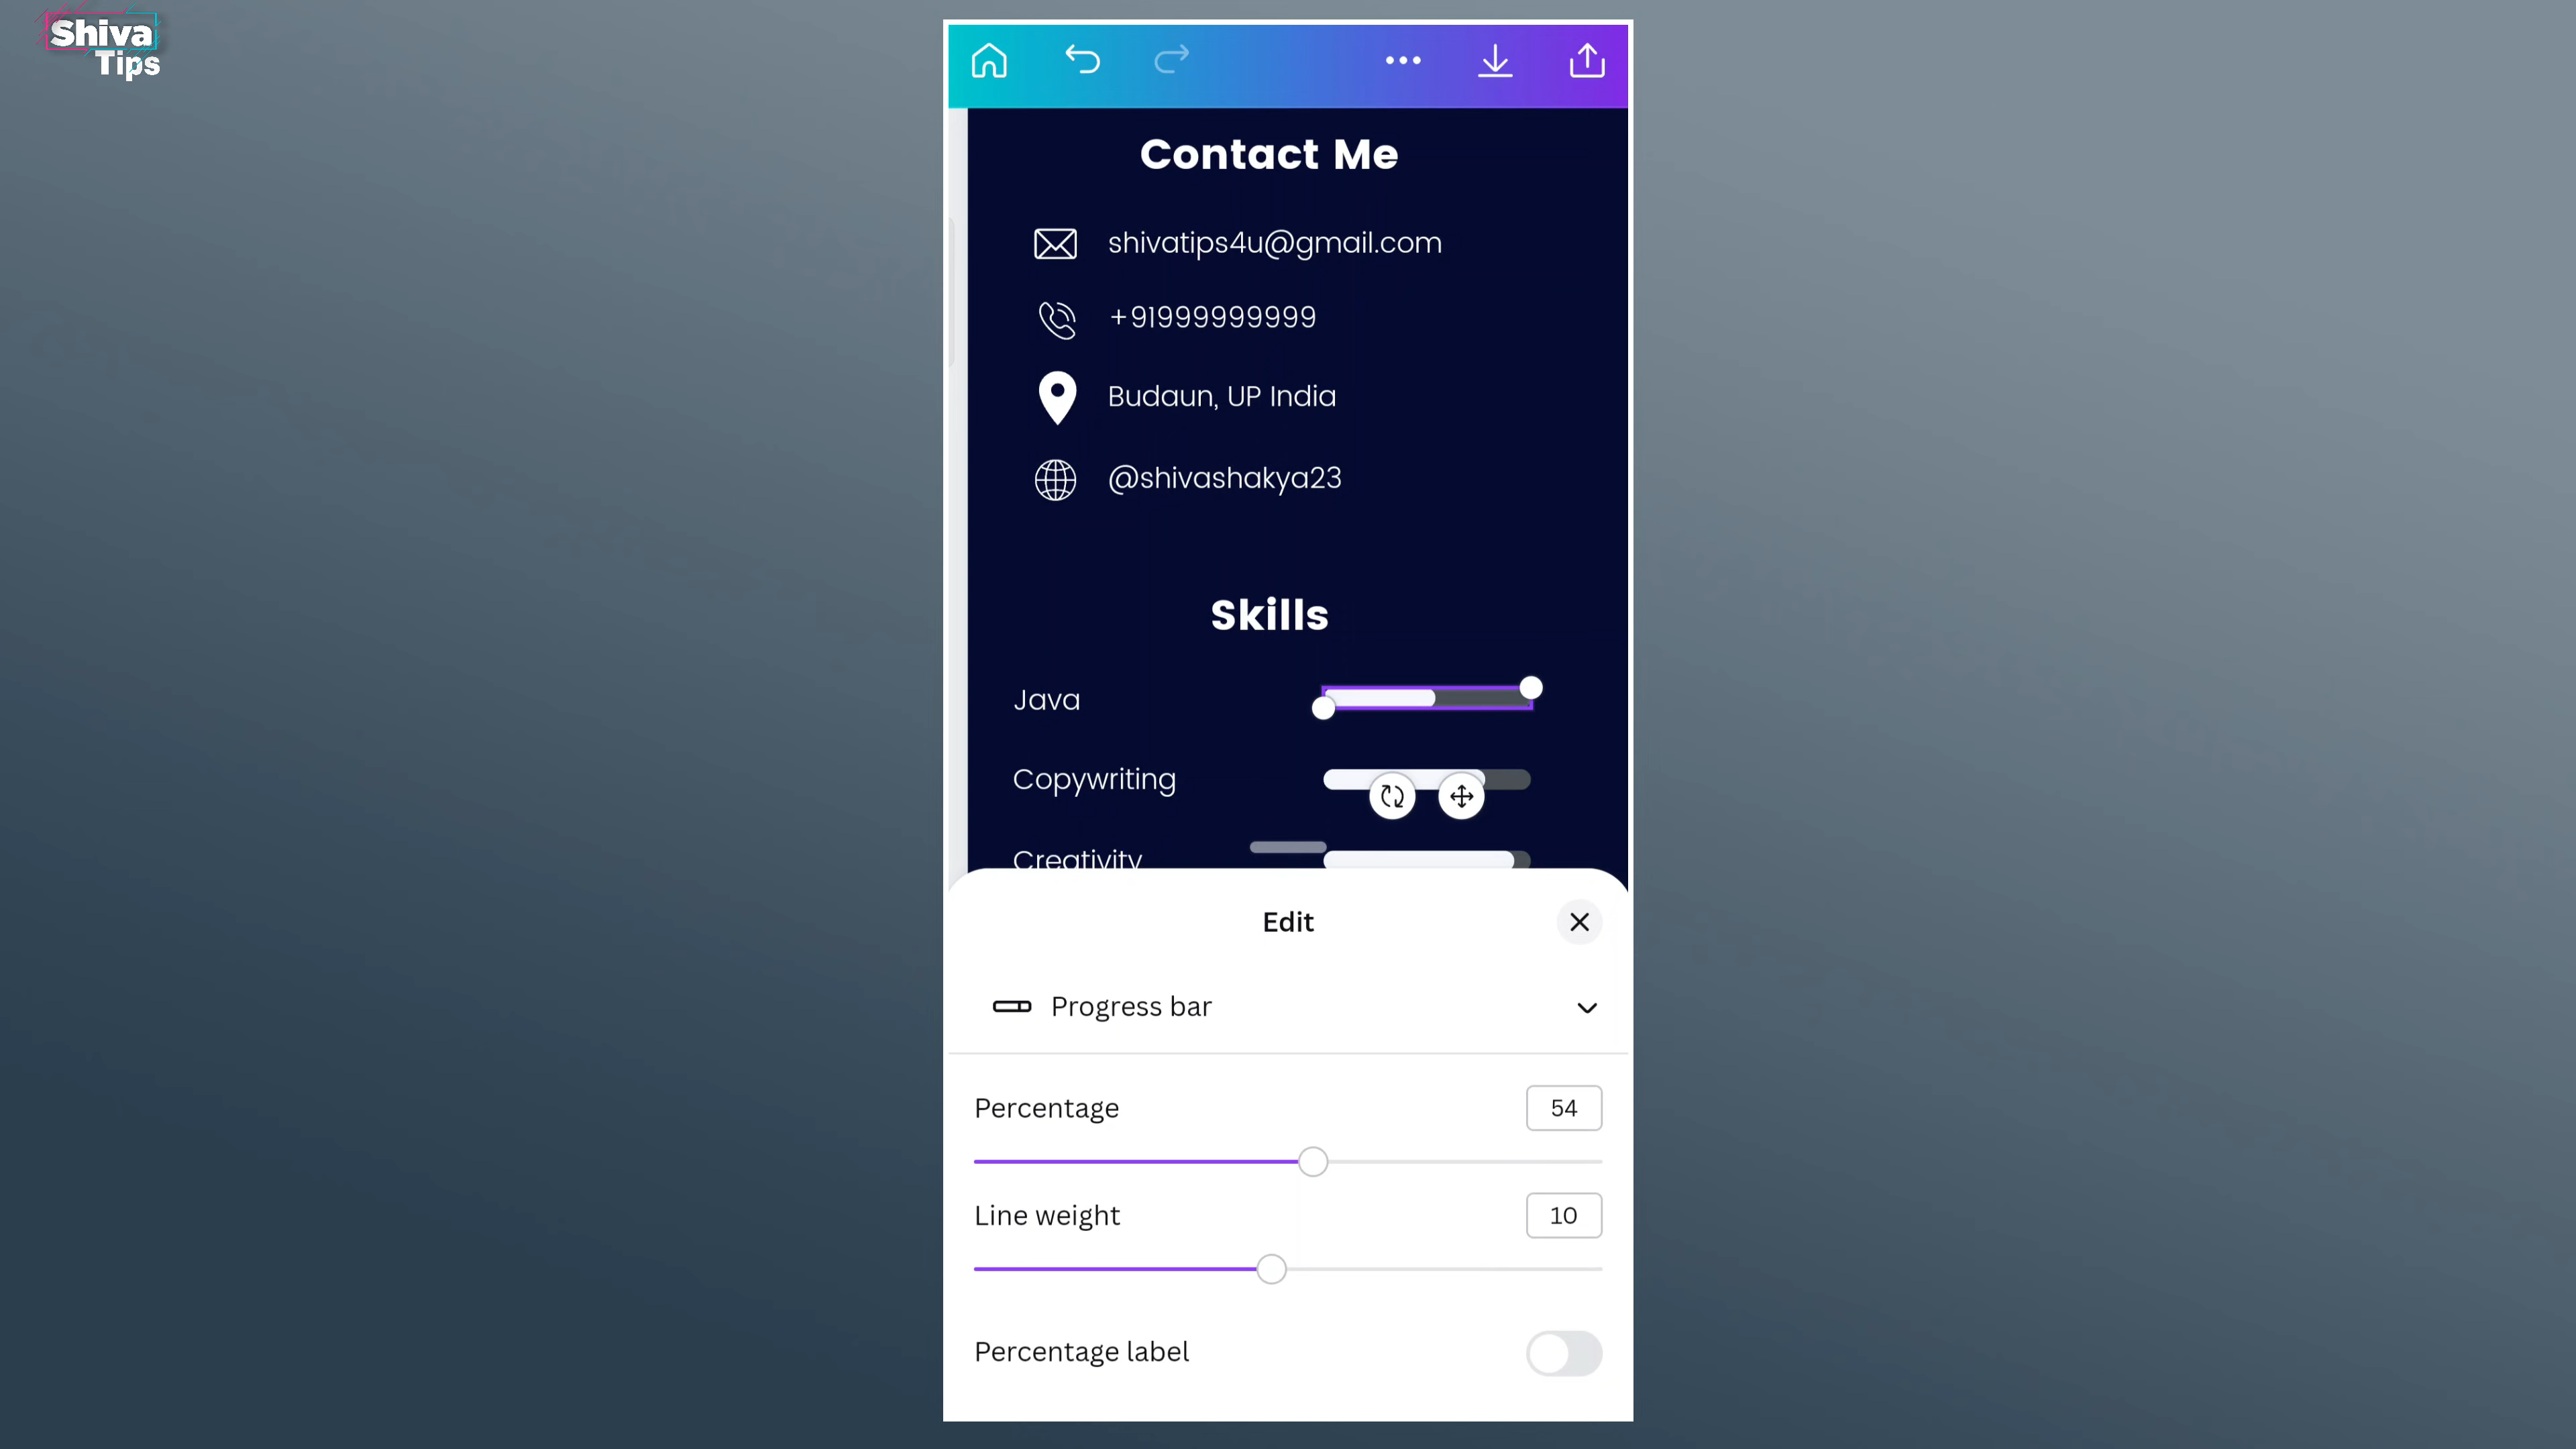 Shiva
Tips
Contact Me
shivatips4u@gmail.com
+91999999999
Budaun, UP India
@shivashakya23
Skills
Java
Copywriting
Creativity
Edit
Progress bar
Percentage
54
Line weight
10
Percentage label